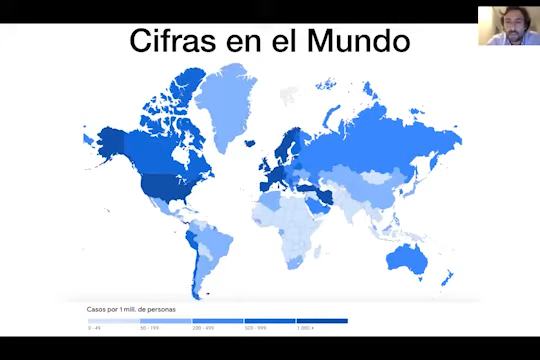 Cifras en el Mundo
Casos por 1 mill. de personas
0 - 49 50 - 199 200 - 499 500 - 999 1.000 +